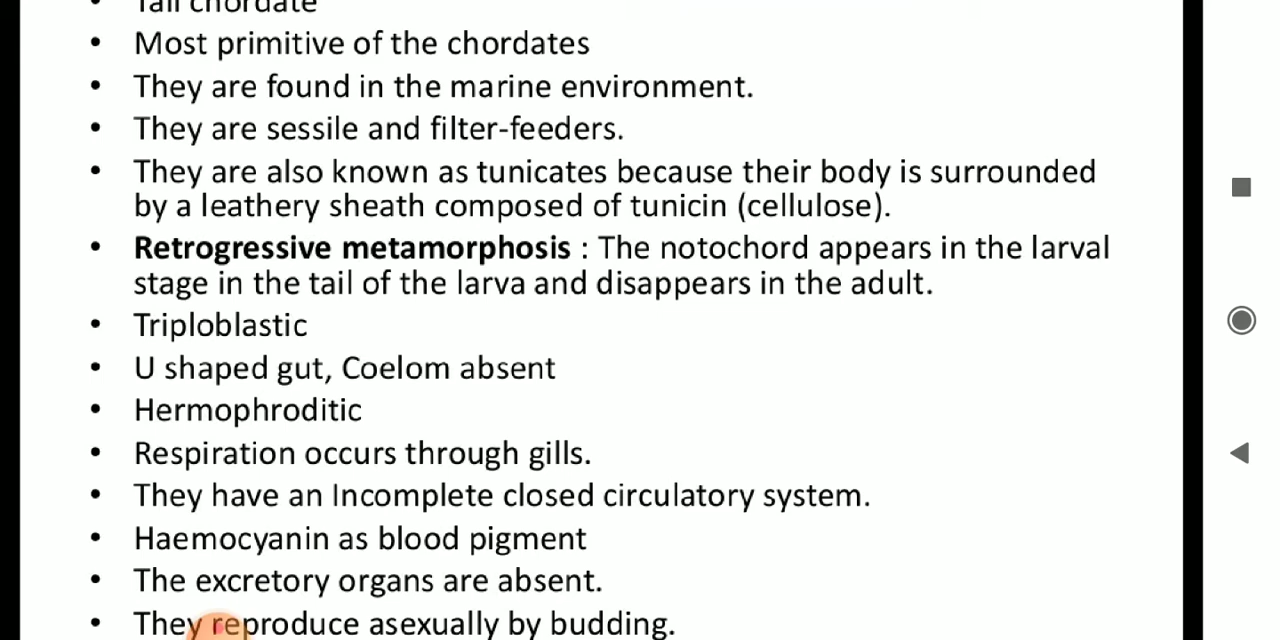 • Tail chordate
• Most primitive of the chordates
• They are found in the marine environment.
• They are sessile and filter-feeders.
• They are also known as tunicates because their body is surrounded
by a leathery sheath composed of tunicin (cellulose).
• Retrogressive metamorphosis : The notochord appears in the larval
stage in the tail of the larva and disappears in the adult.
• Triploblastic
• U shaped gut, Coelom absent
• Hermophroditic
• Respiration occurs through gills.
• They have an Incomplete closed circulatory system.
• Haemocyanin as blood pigment
• The excretory organs are absent.
• They reproduce asexually by budding.